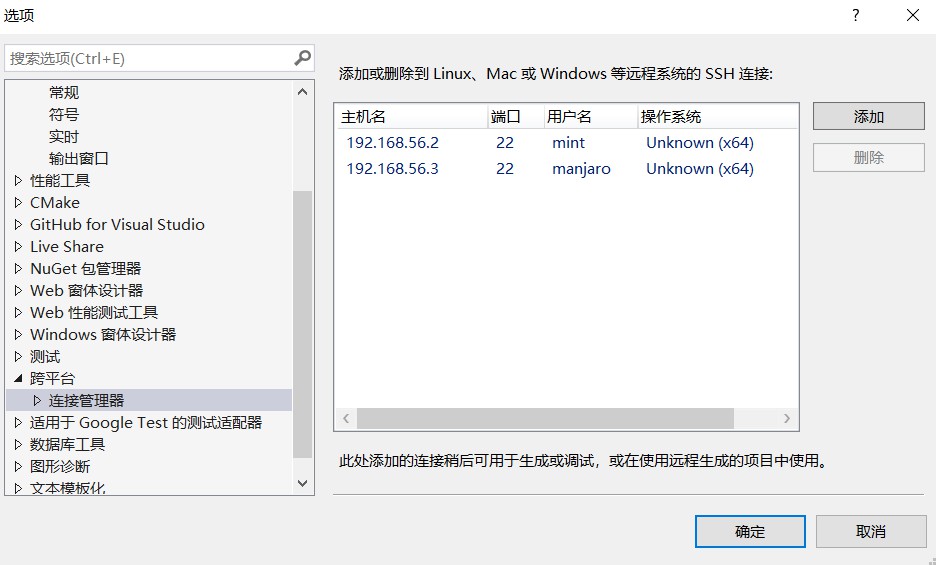 选项
?
搜索选项(Ctrl+E)
常规
符号
实时
输出窗口
性能工具
CMake
GitHub for Visual Studio
Live Share
NuGet 包管理器
Web 窗体设计器
Web 性能测试工具
Windows 窗体设计器
测试
跨平台
连接管理器
适用于 Google Test 的测试适配器
数据库工具
图形诊断
文本模板化
添加或删除到 Linux、Mac 或 Windows 等远程系统的 SSH 连接:
主机名 端口 用户名 操作系统
192.168.56.2 22 mint Unknown (x64)
192.168.56.3 22 manjaro Unknown (x64)
添加
删除
此处添加的连接稍后可用于生成或调试，或在使用远程生成的项目中使用。
确定
取消